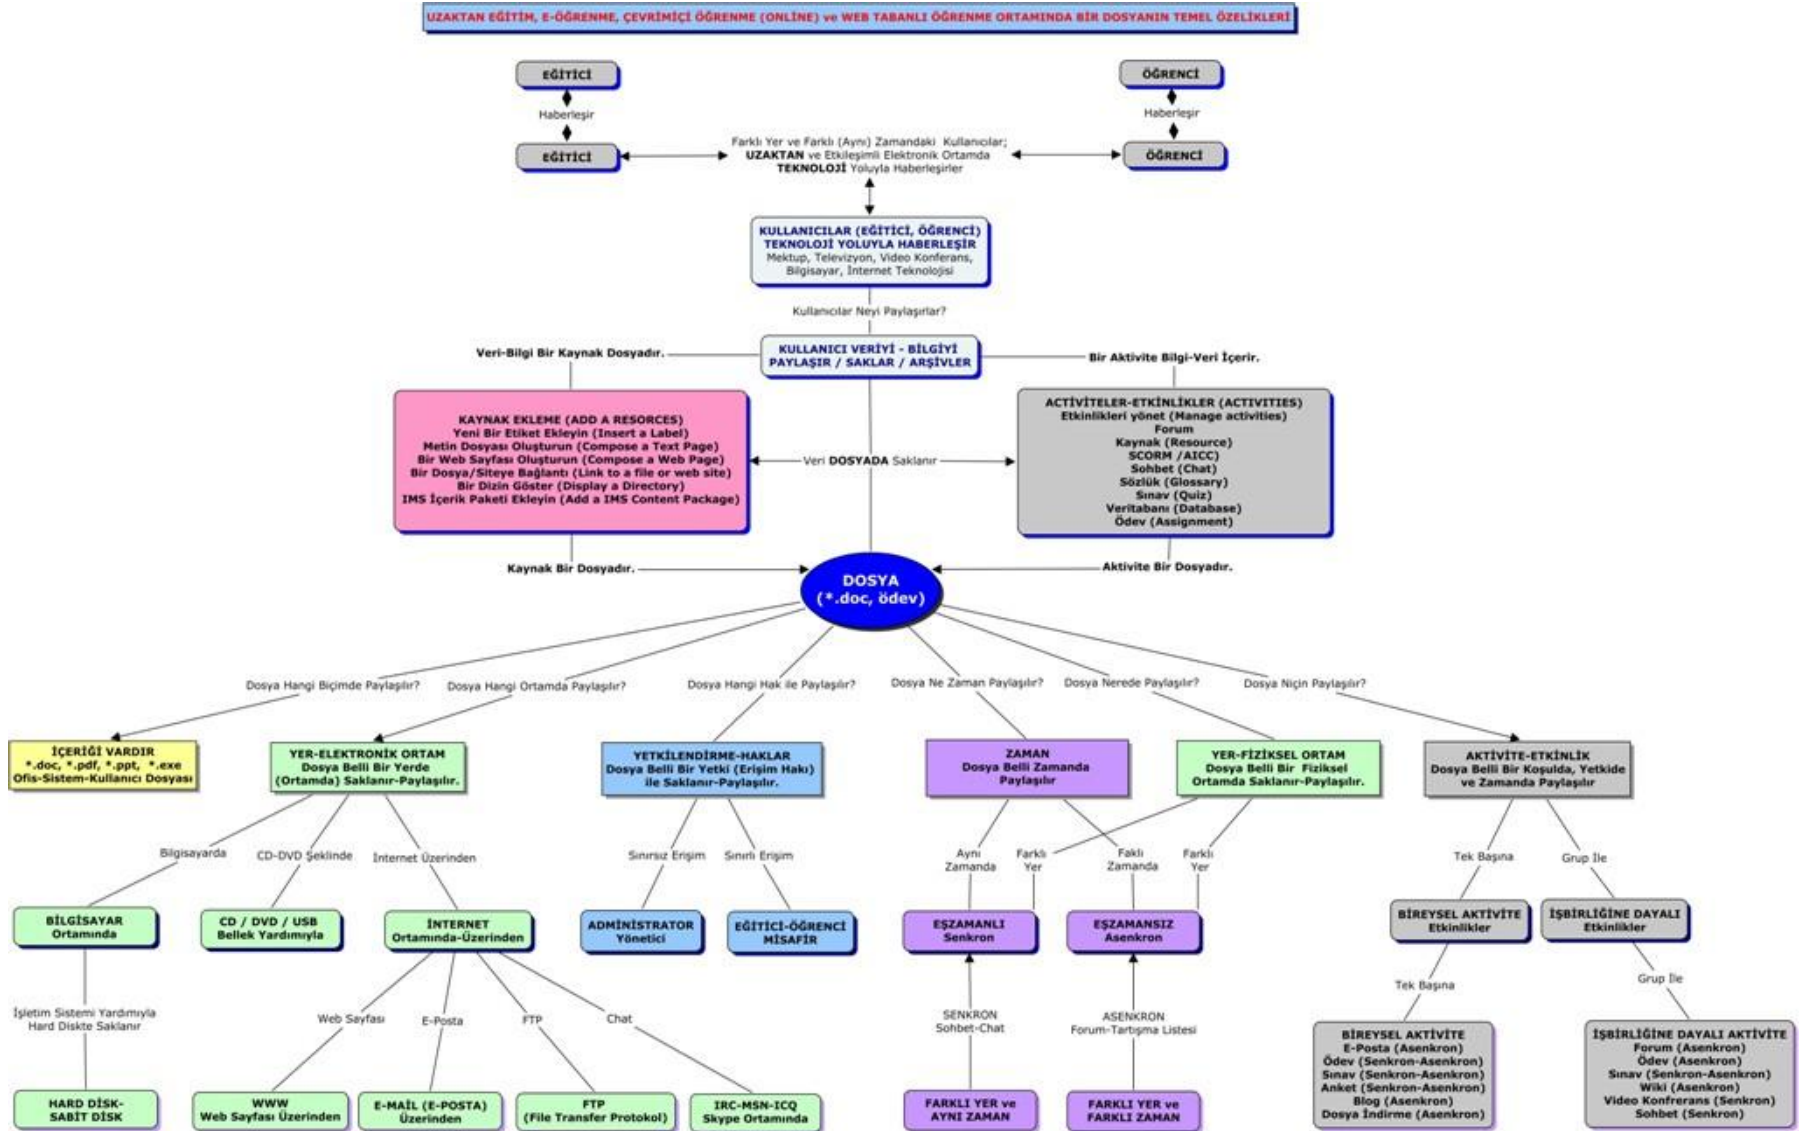 UZAKTAN EĞİTİM, E-ÖĞRENME, ÇEVRİMİÇİ ÖĞRENME (ONLİNE) ve WEB TABANLI ÖĞRENME ORTAMINDA BİR DOSYANIN TEMEL ÖZELİKLERİ
EĞİTİCİ
ÖĞRENCİ
Haberleşir
Haberleşir
EĞİTİCİ
ÖĞRENCİ
Farklı Yer ve Farklı (Aynı) Zamandaki Kullanıcılar;
UZAKTAN ve Etkileşimli Elektronik Ortamda
TEKNOLOJİ Yoluyla Haberleşirler
KULLANICILAR (EĞİTİCİ, ÖĞRENCİ)
TEKNOLOJİ YOLUYLA HABERLEŞİR
Mektup, Televizyon, Video Konferans,
Bilgisayar, İnternet Teknolojisi
Kullanıcılar Neyi Paylaşırlar?
KULLANICI VERİYİ - BİLGİYİ
PAYLAŞIR / SAKLAR / ARŞİVLER
Veri-Bilgi Bir Kaynak Dosyadır.
Bir Aktivite Bilgi-Veri İçerir.
KAYNAK EKLEME (ADD A RESORCES)
Yeni Bir Etiket Ekleyin (Insert a Label)
Metin Dosyası Oluşturun (Compose a Text Page)
Bir Web Sayfası Oluşturun (Compose a Web Page)
Bir Dosya/Siteye Bağlantı (Link to a file or web site)
Bir Dizin Göster (Display a Directory)
IMS İçerik Paketi Ekleyin (Add a IMS Content Package)
Veri DOSYADA Saklanır
ACTİVİTELER-ETKİNLİKLER (ACTIVITIES)
Etkinlikleri yönet (Manage activities)
Forum
Kaynak (Resource)
SCORM /AICC)
Sohbet (Chat)
Sözlük (Glossary)
Sınav (Quiz)
Veritabanı (Database)
Ödev (Assignment)
Kaynak Bir Dosyadır.
Aktivite Bir Dosyadır.
DOSYA
(*.doc, ödev)
Dosya Hangi Biçimde Paylaşılır?
Dosya Hangi Ortamda Paylaşılır?
Dosya Hangi Hak ile Paylaşılır?
Dosya Ne Zaman Paylaşılır?
Dosya Nerede Paylaşılır?
Dosya Niçin Paylaşılır?
İÇERİĞİ VARDIR
*.doc, *.pdf, *.ppt, *.exe
Ofis-Sistem-Kullanıcı Dosyası
YER-ELEKTRONİK ORTAM
Dosya Belli Bir Yerde
(Ortamda) Saklanır-Paylaşılır.
YETKİLENDİRME-HAKLAR
Dosya Belli Bir Yetki (Erişim Hakı)
ile Saklanır-Paylaşılır.
ZAMAN
Dosya Belli Zamanda
Paylaşılır
YER-FİZİKSEL ORTAM
Dosya Belli Bir Fiziksel
Ortamda Saklanır-Paylaşılır.
AKTİVİTE-ETKİNLİK
Dosya Belli Bir Koşulda, Yetkide
ve Zamanda Paylaşılır
Bilgisayarda
CD-DVD Şeklinde
İnternet Üzerinden
Sınırsız Erişim
Sınırlı Erişim
Aynı
Zamanda
Farklı
Yer
Faklı
Zamanda
Farklı
Yer
Tek Başına
Grup İle
BİLGİSAYAR
Ortamında
CD / DVD / USB
Bellek Yardımıyla
İNTERNET
Ortamında-Üzerinden
ADMİNİSTRATOR
Yönetici
EĞİTİCİ-ÖĞRENCİ
MİSAFİR
EŞZAMANLI
Senkron
EŞZAMANSIZ
Asenkron
BİREYSEL AKTİVİTE
Etkinlikler
İŞBİRLİĞİNE DAYALI
Etkinlikler
İşletim Sistemi Yardımıyla
Hard Diskte Saklanır
Web Sayfası
E-Posta
FTP
Chat
SENKRON
Sohbet-Chat
ASENKRON
Forum-Tartışma Listesi
Tek Başına
Grup İle
HARD DİSK-
SABİT DİSK
WWW
Web Sayfası Üzerinden
E-MAİL (E-POSTA)
Üzerinden
FTP
(File Transfer Protokol)
IRC-MSN-ICQ
Skype Ortamında
FARKLI YER ve
AYNI ZAMAN
FARKLI YER ve
FARKLI ZAMAN
BİREYSEL AKTİVİTE
E-Posta (Asenkron)
Ödev (Senkron-Asenkron)
Sınav (Senkron-Asenkron)
Anket (Senkron-Asenkron)
Blog (Asenkron)
Dosya İndirme (Asenkron)
İŞBİRLİĞİNE DAYALI AKTİVİTE
Forum (Asenkron)
Ödev (Asenkron)
Sınav (Senkron-Asenkron)
Wiki (Asenkron)
Video Konfrerans (Senkron)
Sohbet (Senkron)